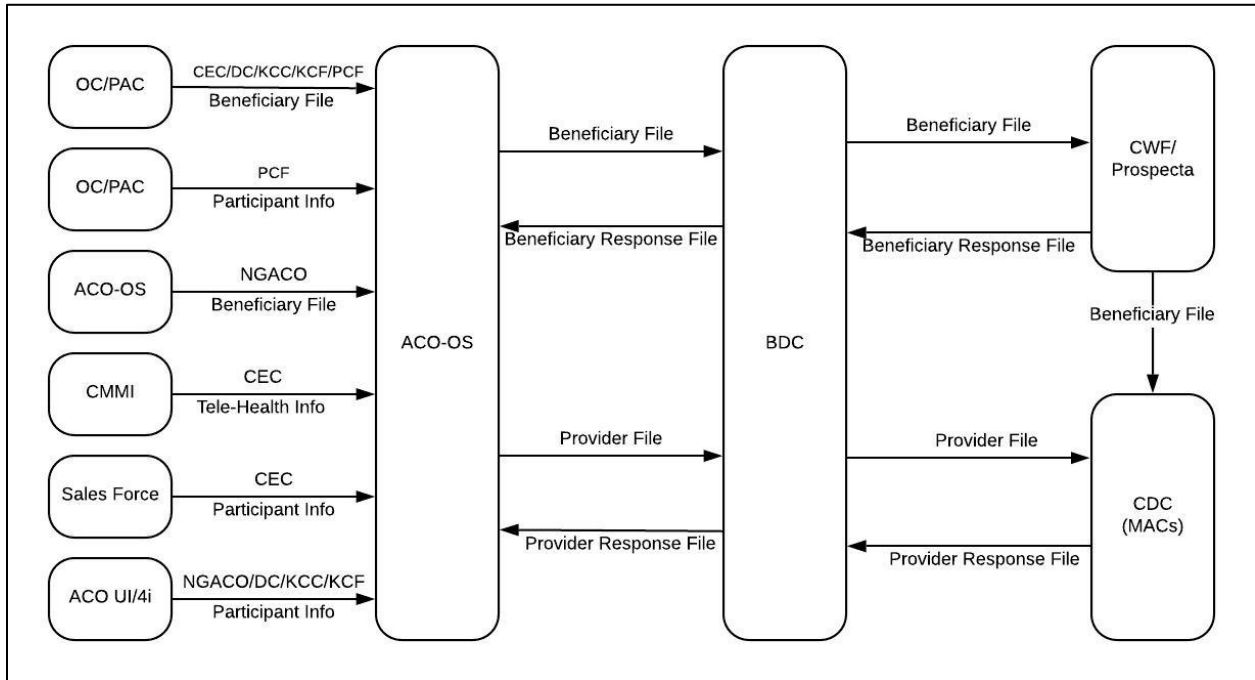 OC/PAC
CEC/DC/KCC/KCF/PCF
Beneficiary File
OC/PAC
PCF
Participant Info
ACO-OS
NGACO
Beneficiary File
CMMI
CEC
Tele-Health Info
Sales Force
CEC
Participant Info
ACO UI/4i
NGACO/DC/KCC/KCF
Participant Info
ACO-OS
Beneficiary File
Beneficiary Response File
Provider File
Provider Response File
BDC
Beneficiary File
Beneficiary Response File
Provider File
Provider Response File
CWF/
Prospecta
Beneficiary File
CDC
(MACs)